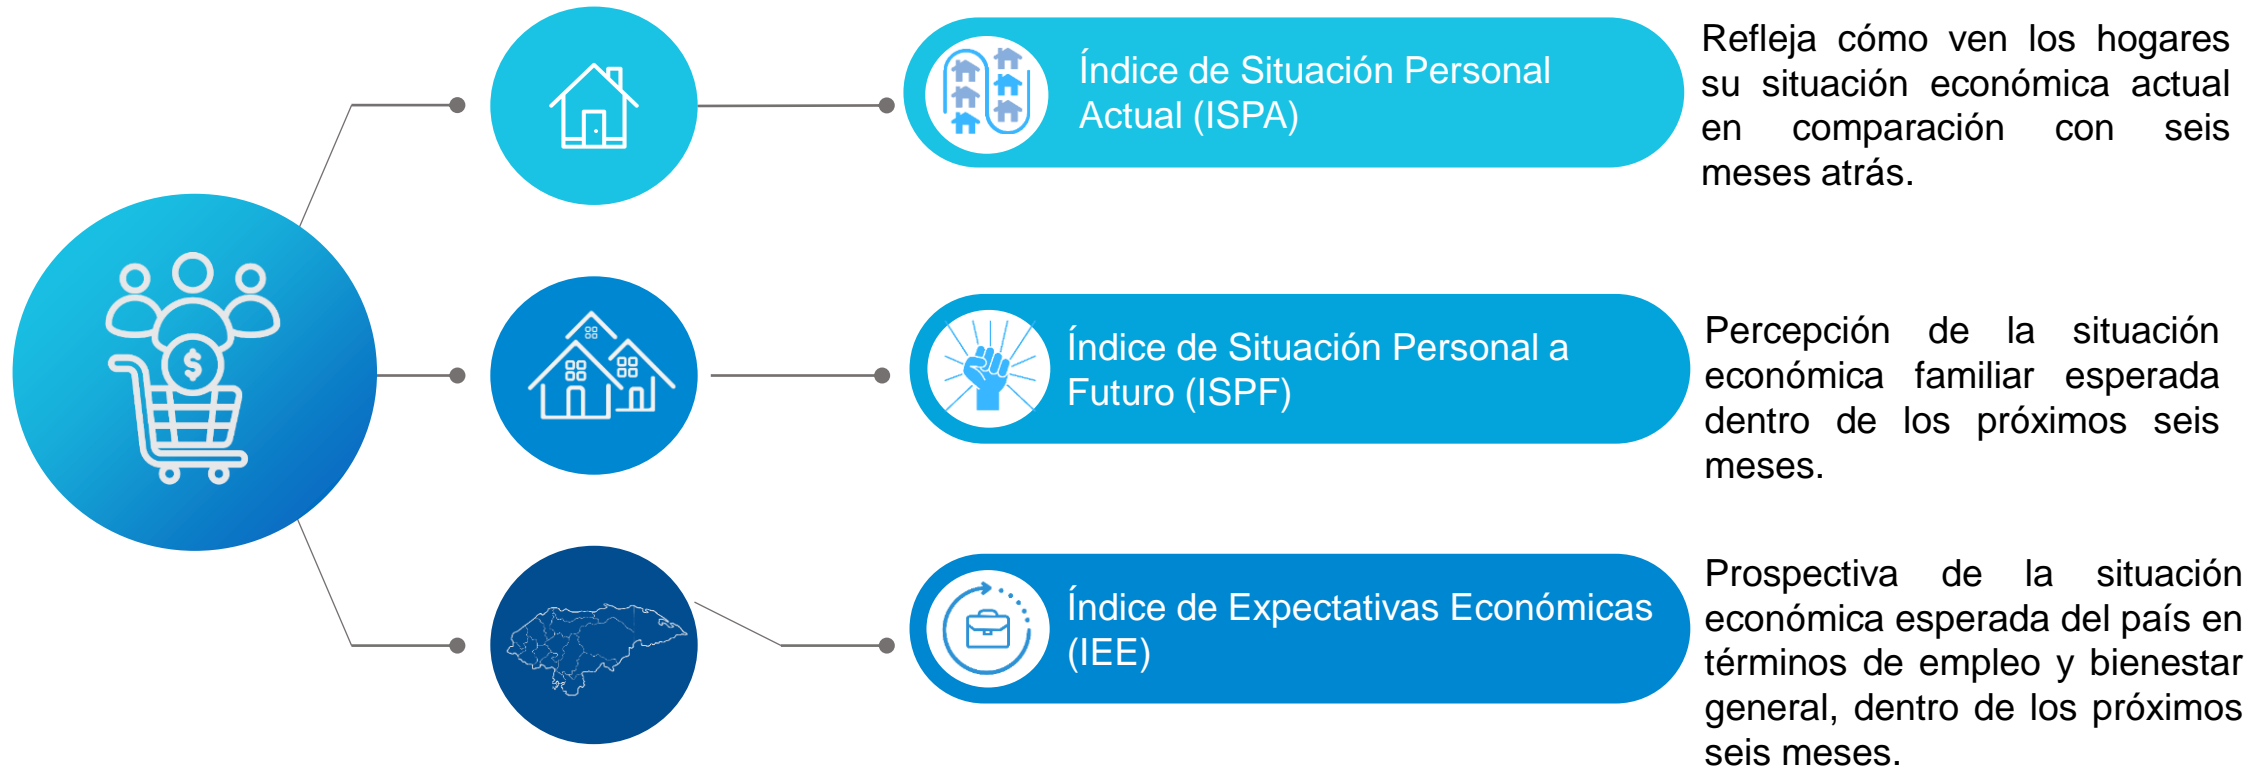 Índice de Situación Personal
Actual (ISPA)
Refleja cómo ven los hogares
su situación económica actual
en comparación con seis
meses atrás.
$
Índice de Situación Personal a
Futuro (ISPF)
Percepción de la situación
económica familiar esperada
dentro de los próximos seis
meses.
Índice de Expectativas Económicas
(IEE)
Prospectiva de la situación
económica esperada del país en
términos de empleo y bienestar
general, dentro de los próximos
seis meses.